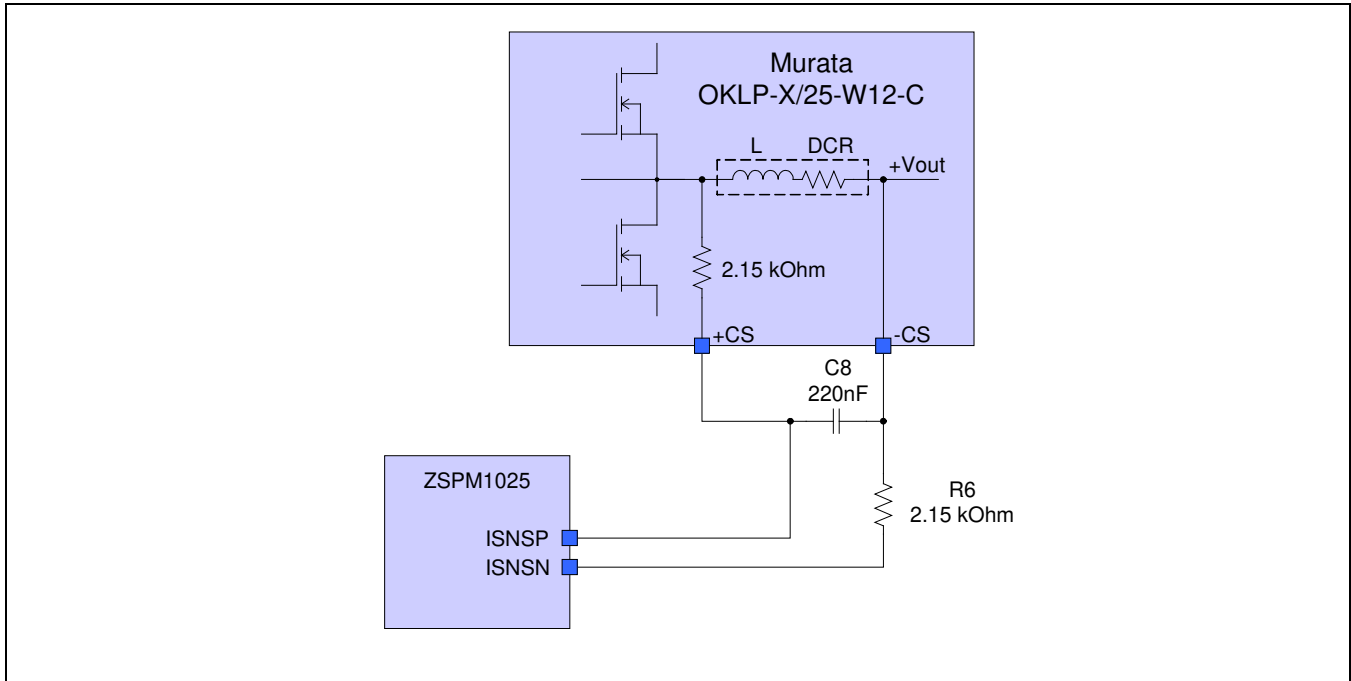 Murata
OKLP-X/25-W12-C
L DCR
+Vout
2.15 kOhm
+CS
-CS
C8
220nF
ZSPM1025
R6
2.15 kOhm
ISNSP
ISNSN